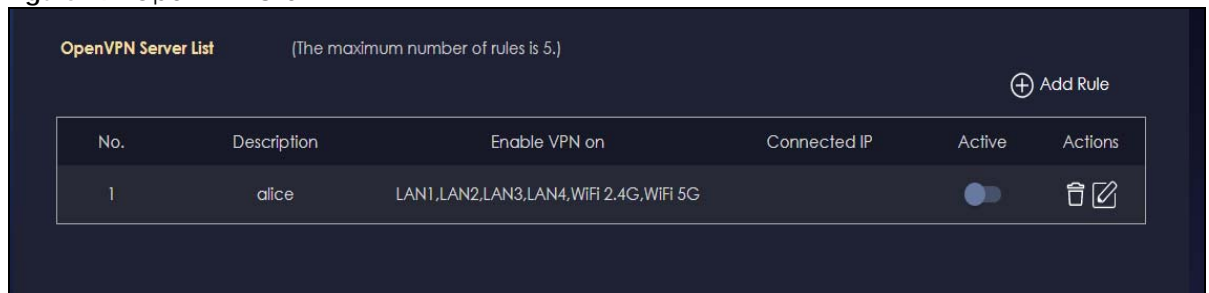 OpenVPN Server List (The maximum number of rules is 5.)
Add Rule
No. Description Enable VPN on Connected IP Active Actions
1 alice LAN1,LAN2,LAN3,LAN4,WiFi 2.4G,WiFi 5G